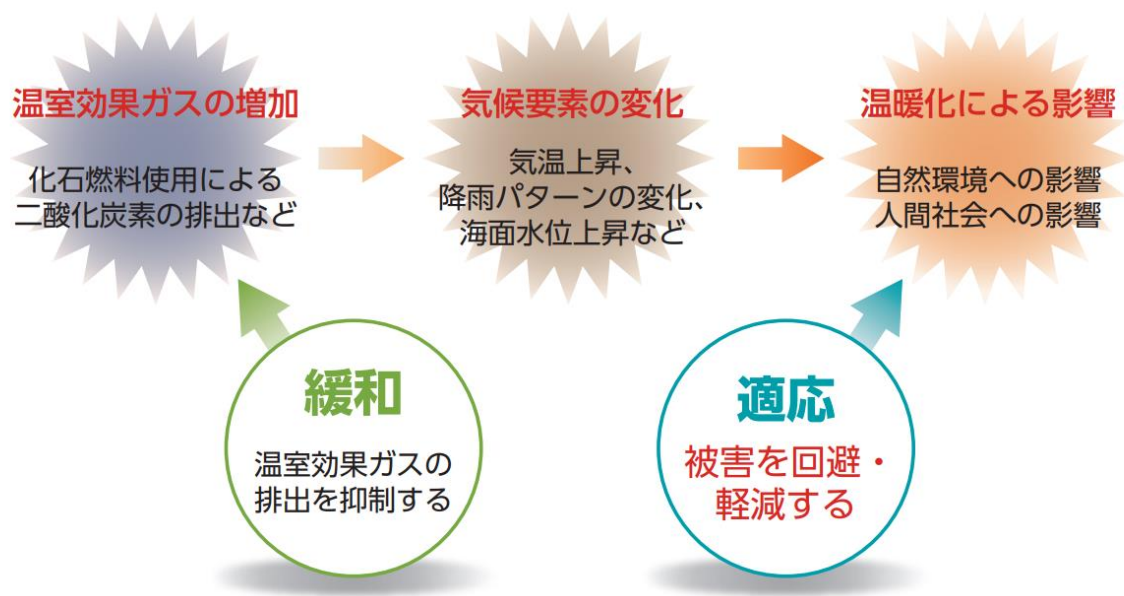 温室効果ガスの増加
化石燃料使用による
二酸化炭素の排出など
気候要素の変化
気温上昇、
降雨パターンの変化、
海面水位上昇など
温暖化による影響
自然環境への影響
人間社会への影響
緩和
温室効果ガスの
排出を抑制する
適応
被害を回避・
軽減する